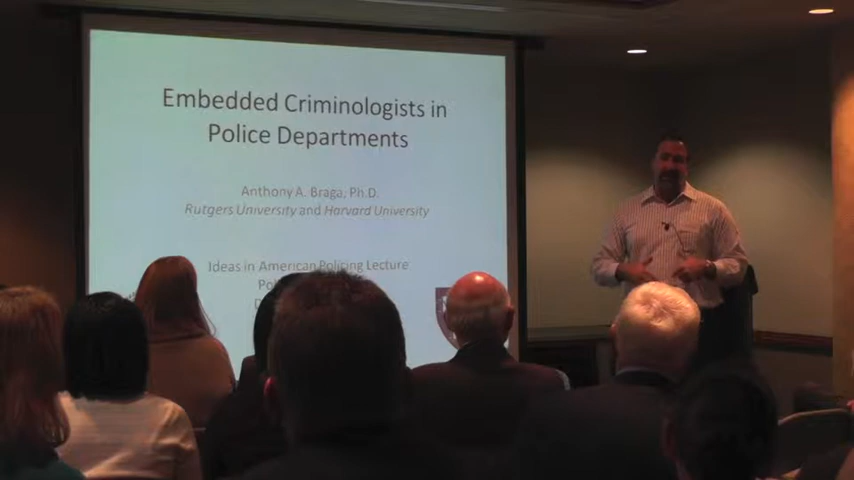 Embedded Criminologists in
Police Departments
Anthony A. Braga, Ph.D.
Rutgers University and Harvard University
Ideas in American Policing Lecture